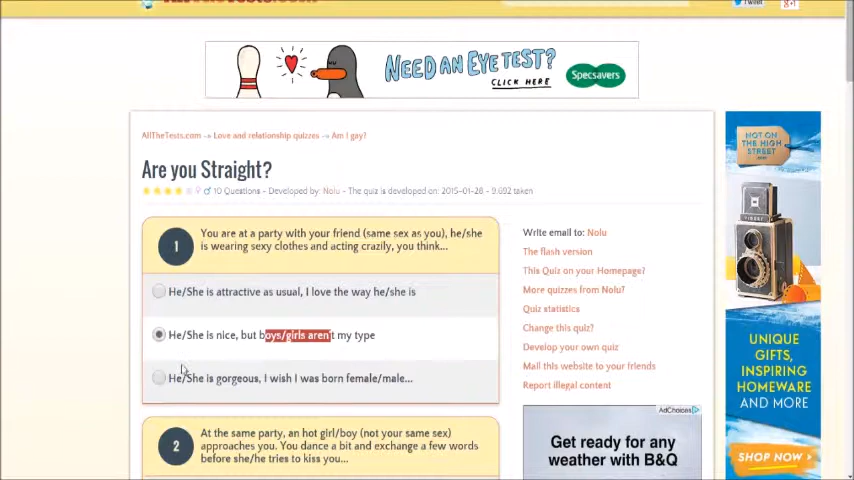 Tweet
NEED AN EYE TEST?
CLICK HERE
Specsavers
AllTheTests.com -> Love and relationship quizzes -> Am I gay?
Are you Straight?
10 Questions - Developed by: Nolu - The quiz is developed on: 2015-01-28 - 9.692 taken
1
You are at a party with your friend (same sex as you), he/she
is wearing sexy clothes and acting crazily, you think...
He/She is attractive as usual, I love the way he/she is
He/She is nice, but boys/girls aren't my type
He/She is gorgeous, I wish I was born female/male...
2
At the same party, an hot girl/boy (not your same sex)
approaches you. You dance a bit and exchange a few words
before she/he tries to kiss you...
Write email to: Nolu
The flash version
This Quiz on your Homepage?
More quizzes from Nolu?
Quiz statistics
Change this quiz?
Develop your own quiz
Mail this website to your friends
Report illegal content
AdChoices
Get ready for any
weather with B&Q
NOT ON
THE HIGH
STREET
UNIQUE
GIFTS,
INSPIRING
HOMEWARE
AND MORE
SHOP NOW >